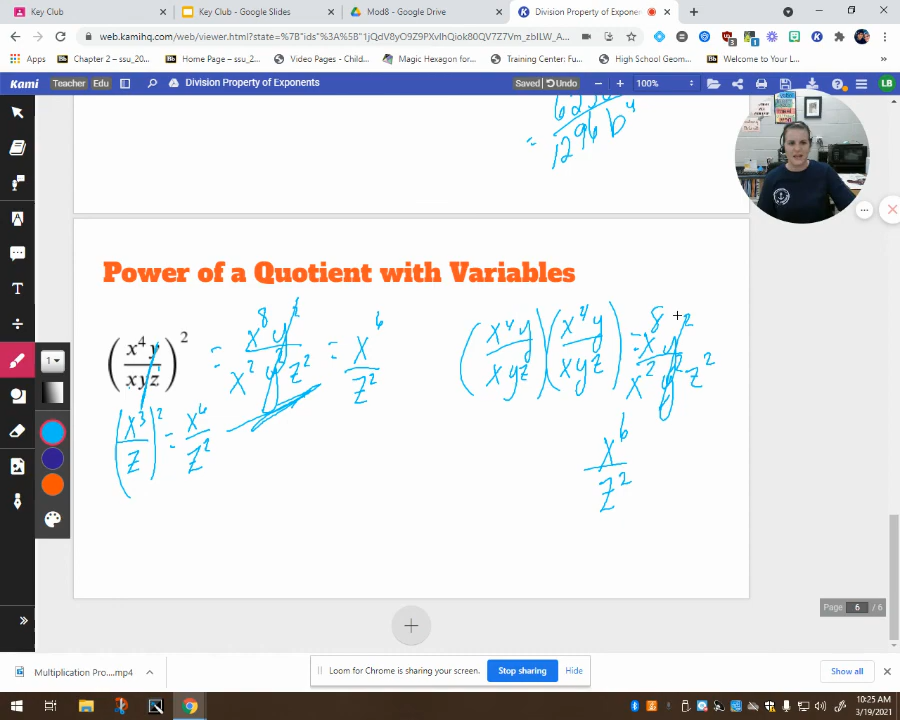 Key Club
Key Club - Google Slides
Mod8 - Google Drive
Division Property of Exponer
web.kamihq.com/web/viewer.html?state=%7B"ids"%3A%5B"1jQdV8yO9Z9PXvIhQiok80QV7Z7Vm_zbILW_A...
Apps
Chapter 2 – ssu_20...
Home Page – ssu_2...
Video Pages - Child...
Magic Hexagon for...
Training Center: Fu...
High School Geom...
Welcome to Your L...
Kami
Teacher
Edu
Division Property of Exponents
Saved
Undo
100%
LB
= 1296 b⁴
Power of a Quotient with Variables
(x⁴y/xyz)² = x⁸y²/x²y²z² = x⁶/z²
(x⁴y/xyz)(x⁴y/xyz) = x⁸y²/x²y²z²
(x³/z)² = x⁶/z²
x⁶/z²
Page 6 / 6
Multiplication Pro....mp4
Loom for Chrome is sharing your screen.
Stop sharing
Hide
Show all
10:25 AM
3/19/2021